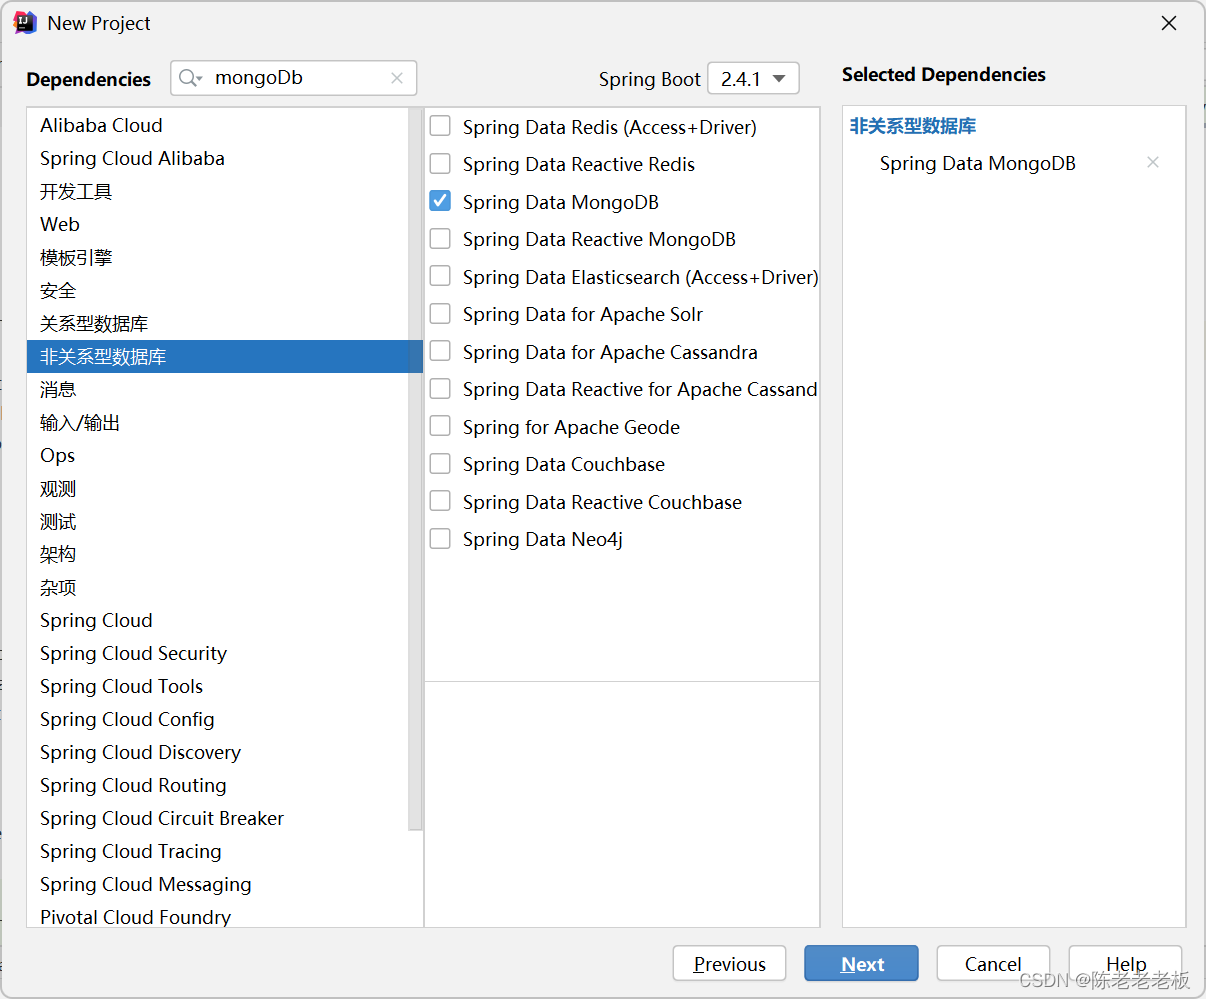 New Project
Dependencies
mongoDb
Spring Boot
2.4.1
Selected Dependencies
Alibaba Cloud
Spring Cloud Alibaba
开发工具
Web
模板引擎
安全
关系型数据库
非关系型数据库
消息
输入/输出
Ops
观测
测试
架构
杂项
Spring Cloud
Spring Cloud Security
Spring Cloud Tools
Spring Cloud Config
Spring Cloud Discovery
Spring Cloud Routing
Spring Cloud Circuit Breaker
Spring Cloud Tracing
Spring Cloud Messaging
Pivotal Cloud Foundry
Spring Data Redis (Access+Driver)
Spring Data Reactive Redis
Spring Data MongoDB
Spring Data Reactive MongoDB
Spring Data Elasticsearch (Access+Driver)
Spring Data for Apache Solr
Spring Data for Apache Cassandra
Spring Data Reactive for Apache Cassand
Spring for Apache Geode
Spring Data Couchbase
Spring Data Reactive Couchbase
Spring Data Neo4j
非关系型数据库
Spring Data MongoDB
Previous
Next
Cancel
Help
CSDN @陈老老老板